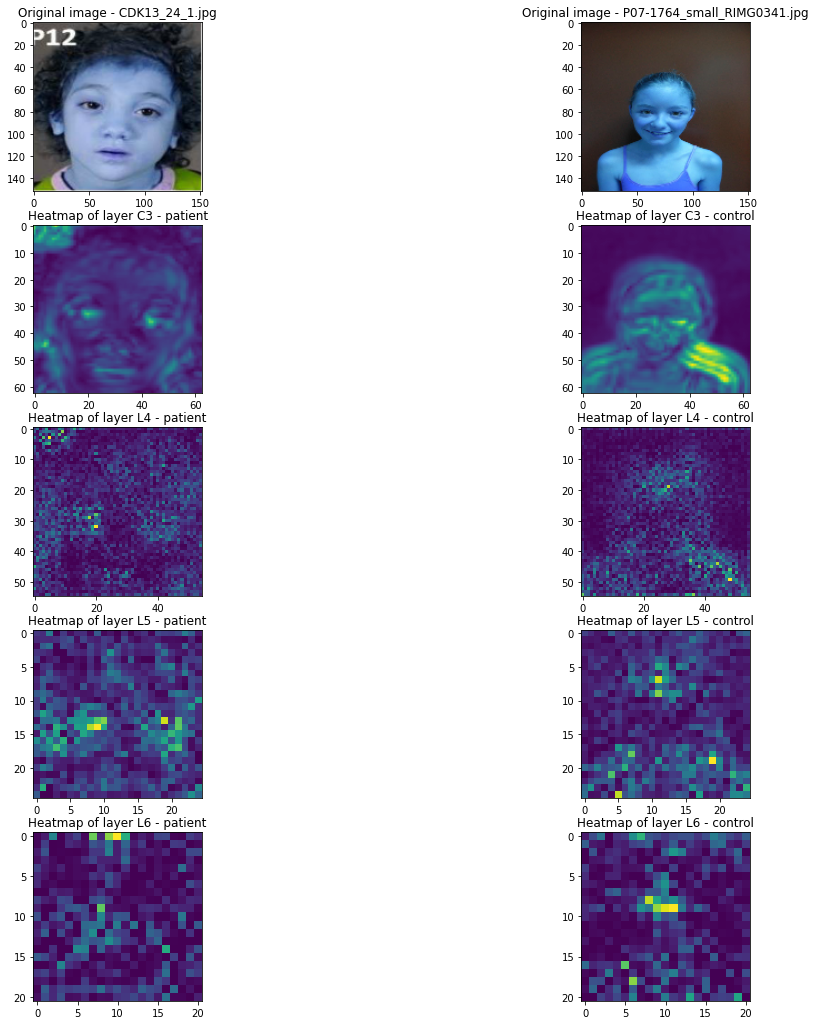 Original image - CDK13_24_1.jpg
Original image - P07-1764_small_RIMG0341.jpg
P12
0
20
40
60
80
100
120
140
0 50 100 150
0
20
40
60
80
100
120
140
0 50 100 150
Heatmap of layer C3 - patient
Heatmap of layer C3 - control
0
10
20
30
40
50
60
0 20 40 60
0
10
20
30
40
50
60
0 20 40 60
Heatmap of layer L4 - patient
Heatmap of layer L4 - control
0
10
20
30
40
50
0 20 40
0
10
20
30
40
50
0 20 40
Heatmap of layer L5 - patient
Heatmap of layer L5 - control
0
5
10
15
20
0 5 10 15 20
0
5
10
15
20
0 5 10 15 20
Heatmap of layer L6 - patient
Heatmap of layer L6 - control
0
5
10
15
20
0 5 10 15 20
0
5
10
15
20
0 5 10 15 20